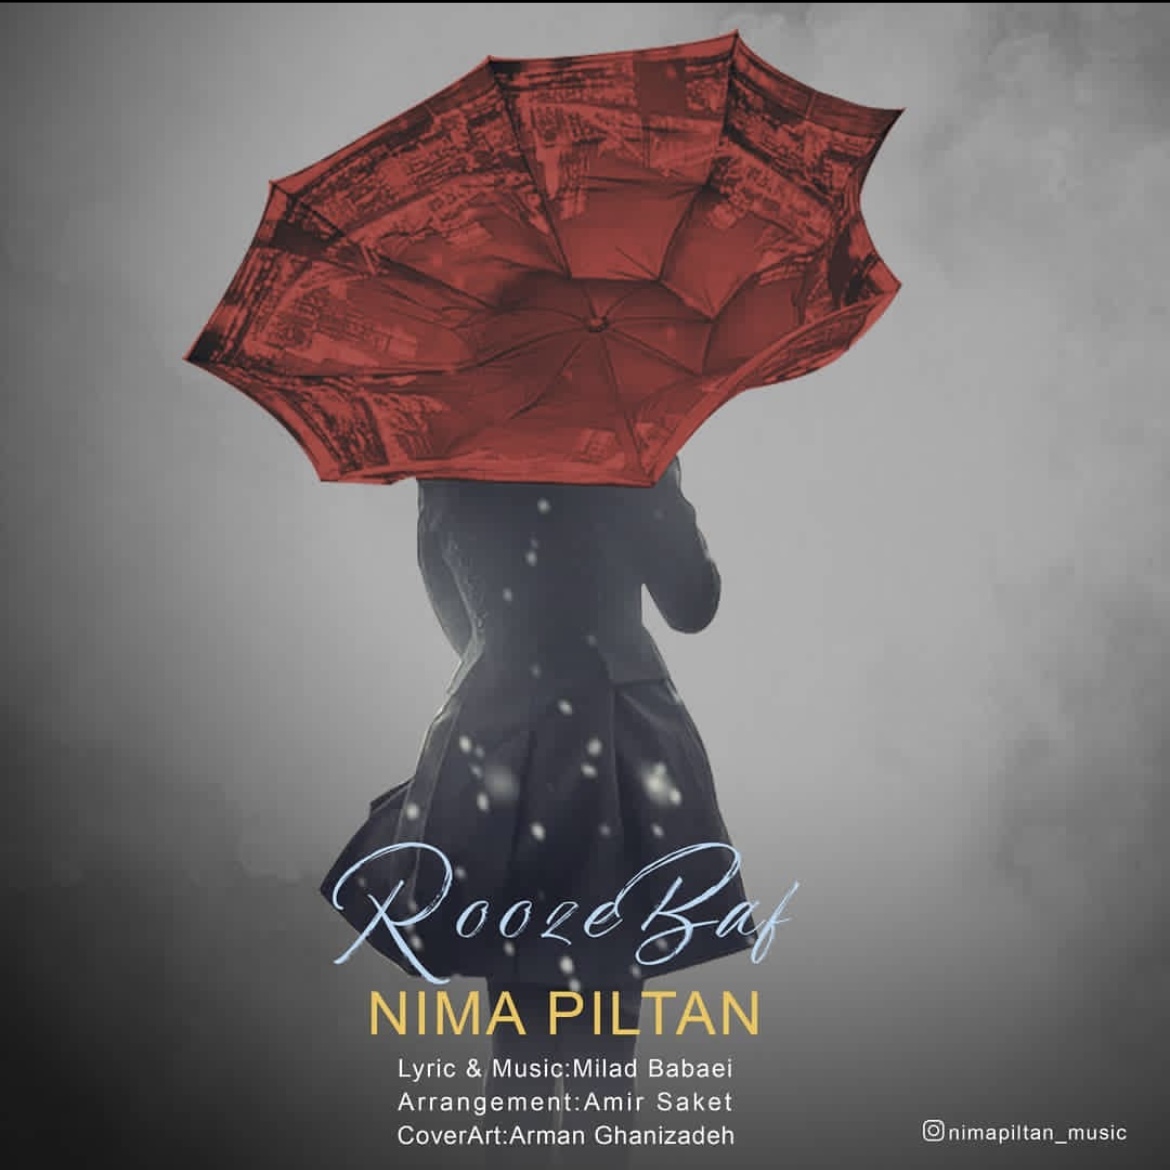 Rooze Baf
NIMA PILTAN
Lyric & Music:Milad Babaei
Arrangement:Amir Saket
CoverArt:Arman Ghanizadeh
nimapiltan_music